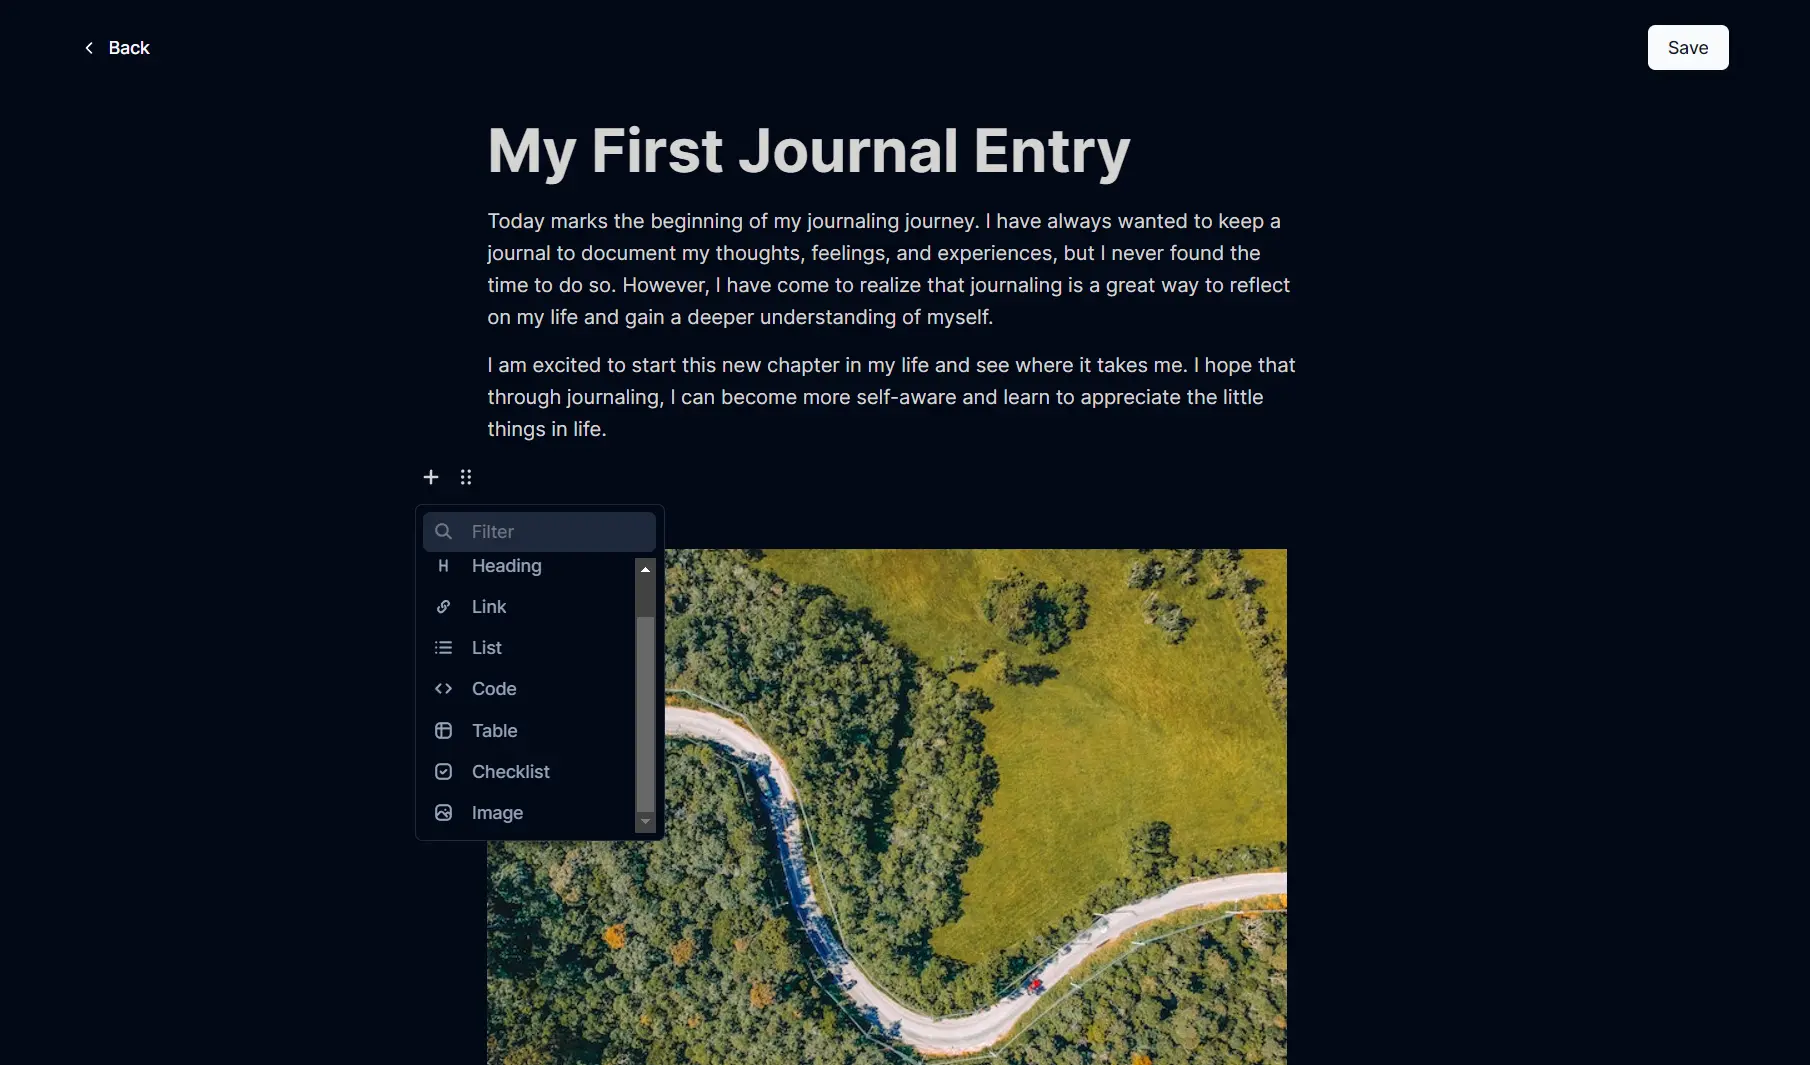 Back
Save
My First Journal Entry
Today marks the beginning of my journaling journey. I have always wanted to keep a
journal to document my thoughts, feelings, and experiences, but I never found the
time to do so. However, I have come to realize that journaling is a great way to reflect
on my life and gain a deeper understanding of myself.
I am excited to start this new chapter in my life and see where it takes me. I hope that
through journaling, I can become more self-aware and learn to appreciate the little
things in life.
Filter
Heading
Link
List
Code
Table
Checklist
Image